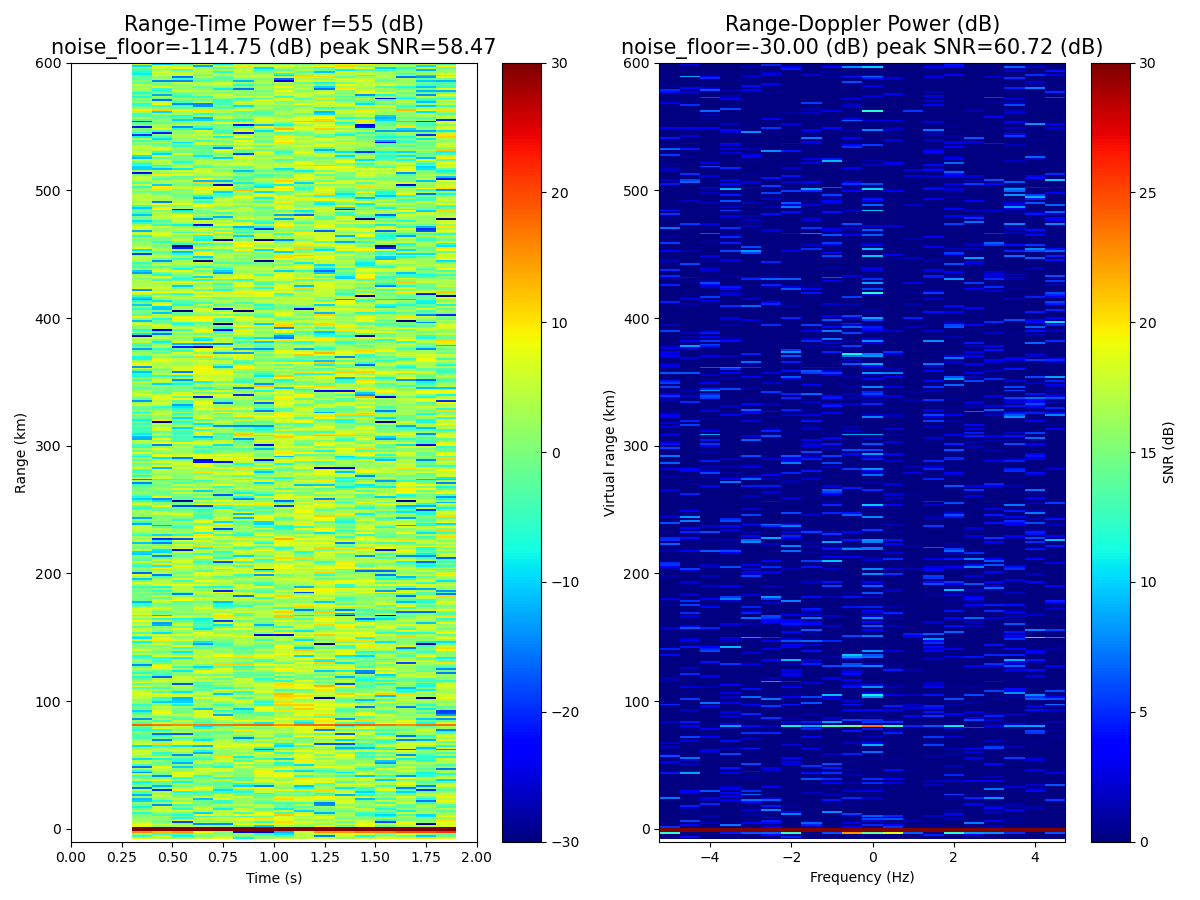 Range-Time Power f=55 (dB)
noise_floor=-114.75 (dB) peak SNR=58.47
Range-Doppler Power (dB)
noise_floor=-30.00 (dB) peak SNR=60.72 (dB)
600
500
400
300
200
100
0
Range (km)
0.00 0.25 0.50 0.75 1.00 1.25 1.50 1.75 2.00
Time (s)
30
20
10
0
−10
−20
−30
600
500
400
300
200
100
0
Virtual range (km)
−4 −2 0 2 4
Frequency (Hz)
30
25
20
15
10
5
0
SNR (dB)